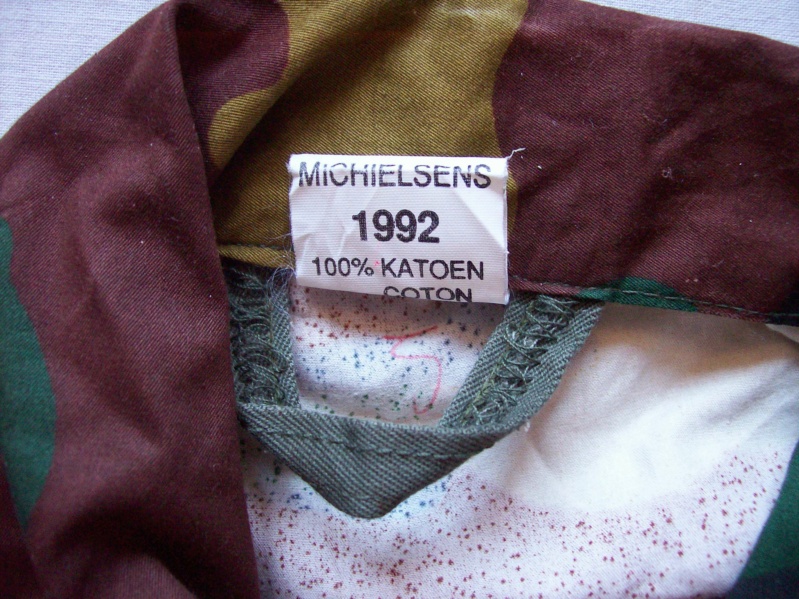 MiCHIELSENS
1992
100% KATOEN
COTON